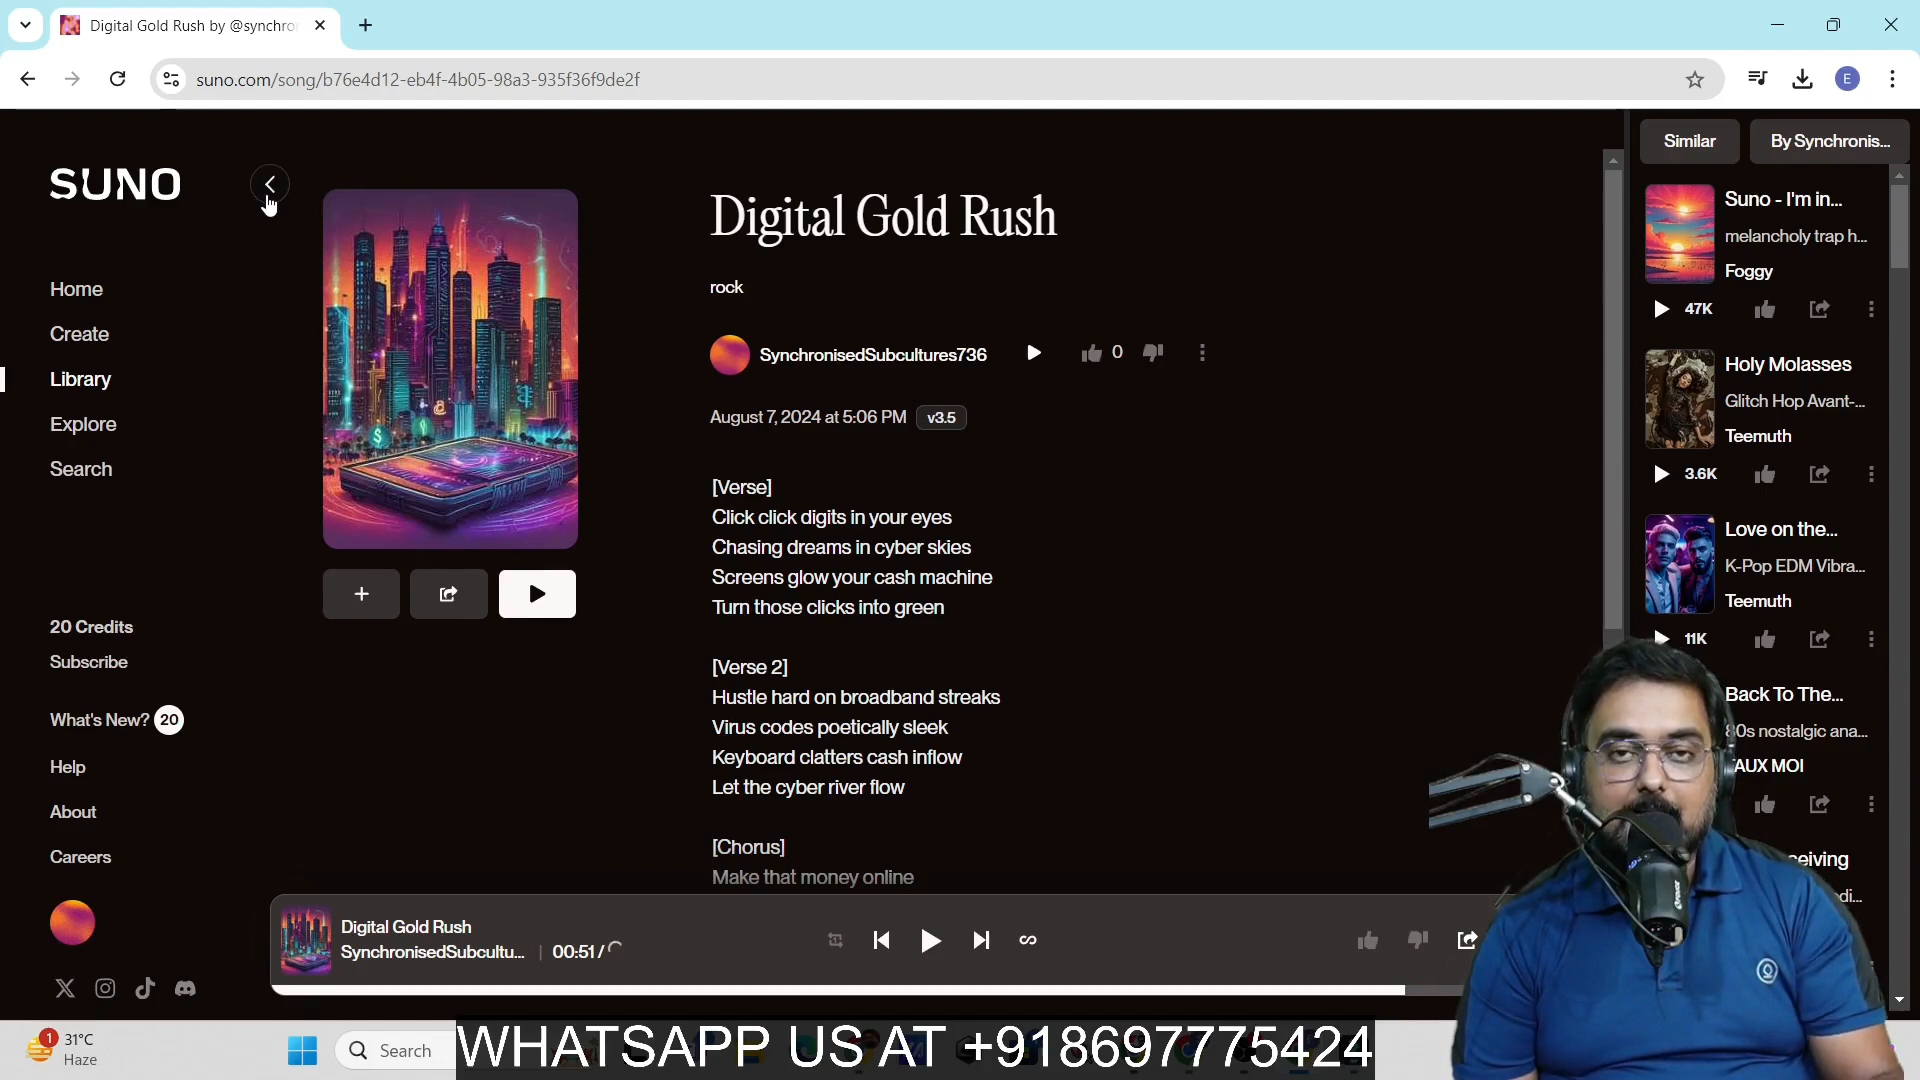 Digital Gold Rush by @synchro
suno.com/song/b76e4d12-eb4f-4b05-98a3-935f36f9de2f
E
SUNO
Home
Create
Library
Explore
Search
20 Credits
Subscribe
What's New? 20
Help
About
Careers
Digital Gold Rush
rock
SynchronisedSubcultures736
0
August 7, 2024 at 5:06 PM v3.5
[Verse]
Click click digits in your eyes
Chasing dreams in cyber skies
Screens glow your cash machine
Turn those clicks into green
[Verse 2]
Hustle hard on broadband streaks
Virus codes poetically sleek
Keyboard clatters cash inflow
Let the cyber river flow
[Chorus]
Make that money online
Similar
By Synchronis...
Suno - I'm in...
melancholy trap h...
Foggy
47K
Holy Molasses
Glitch Hop Avant-...
Teemuth
3.6K
Love on the...
K-Pop EDM Vibra...
Teemuth
11K
Back To The...
80s nostalgic ana...
AUX MOI
eiving
di...
Digital Gold Rush
SynchronisedSubcultu... | 00:51 /
1
31°C
Haze
Search
WHATSAPP US AT +918697775424